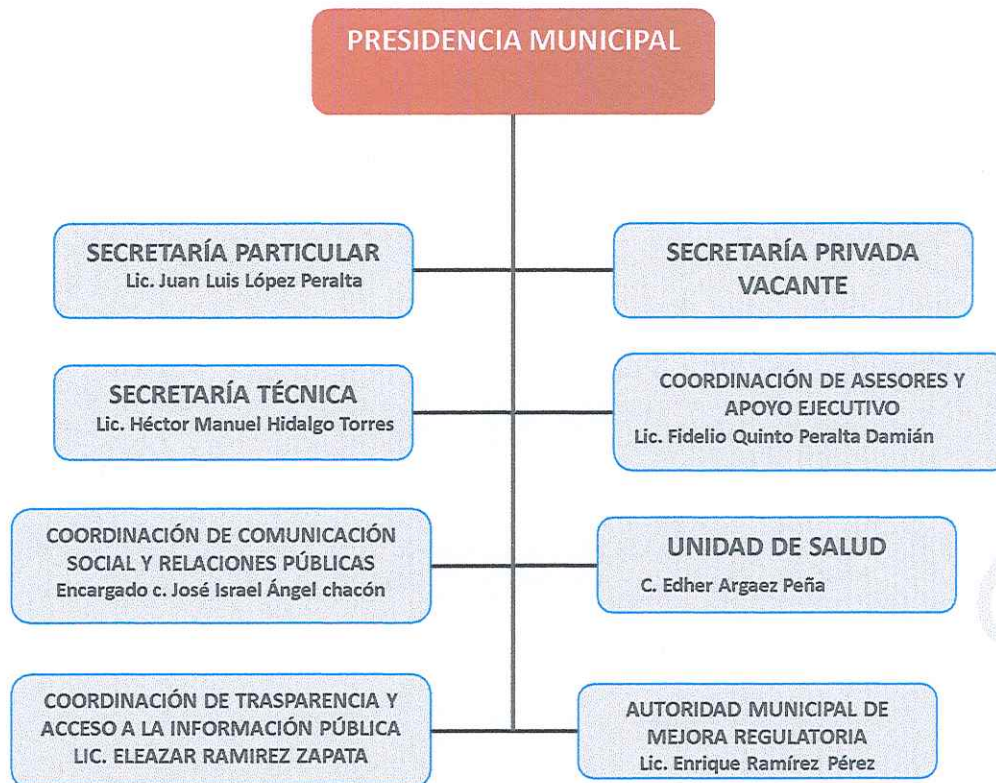 PRESIDENCIA MUNICIPAL
SECRETARÍA PARTICULAR
Lic. Juan Luis López Peralta
SECRETARÍA PRIVADA
VACANTE
SECRETARÍA TÉCNICA
Lic. Héctor Manuel Hidalgo Torres
COORDINACIÓN DE ASESORES Y
APOYO EJECUTIVO
Lic. Fidelio Quinto Peralta Damián
COORDINACIÓN DE COMUNICACIÓN
SOCIAL Y RELACIONES PÚBLICAS
Encargado c. José Israel Ángel chacón
UNIDAD DE SALUD
C. Edher Argaez Peña
COORDINACIÓN DE TRASPARENCIA Y
ACCESO A LA INFORMACIÓN PÚBLICA
LIC. ELEAZAR RAMIREZ ZAPATA
AUTORIDAD MUNICIPAL DE
MEJORA REGULATORIA
Lic. Enrique Ramírez Pérez